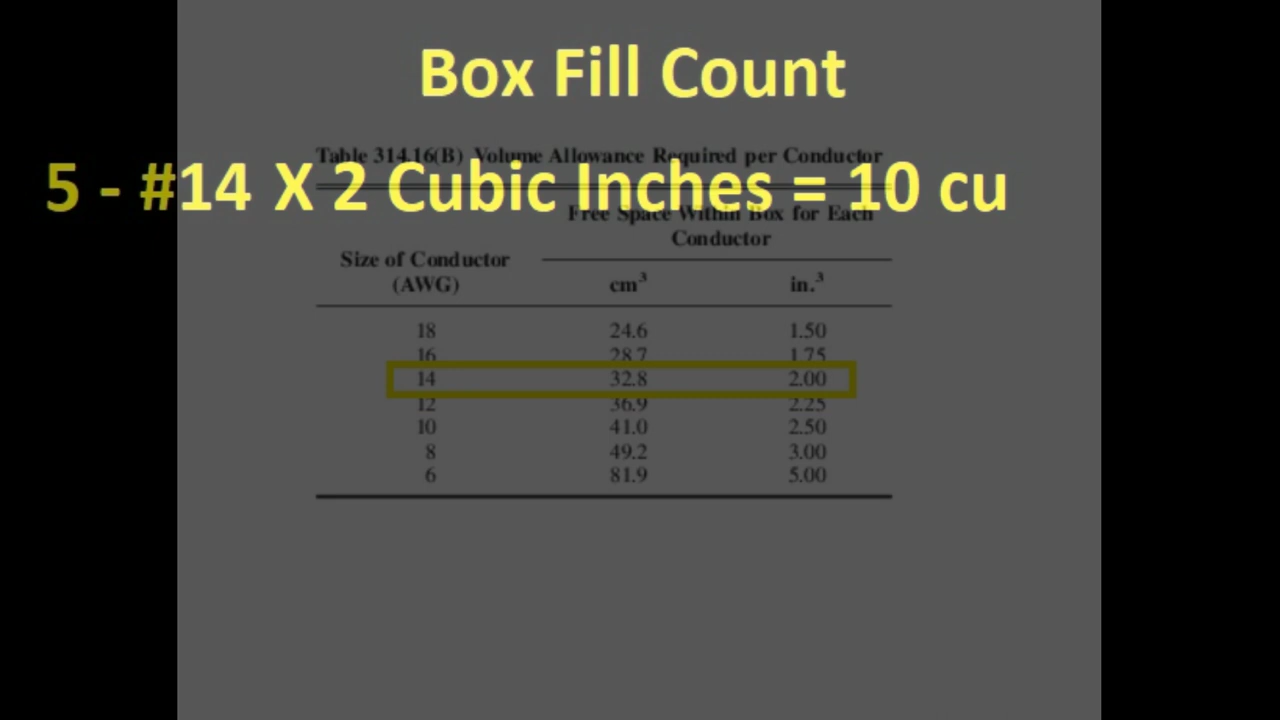 Box Fill Count
Table 314.16(B) Volume Allowance Required per Conductor
5 - #14 X 2 Cubic Inches = 10 cu
Free Space Within Box for Each
Conductor
Size of Conductor
(AWG)
cm³ in.³
18 24.6 1.50
16 28.7 1.75
14 32.8 2.00
12 36.9 2.25
10 41.0 2.50
8 49.2 3.00
6 81.9 5.00